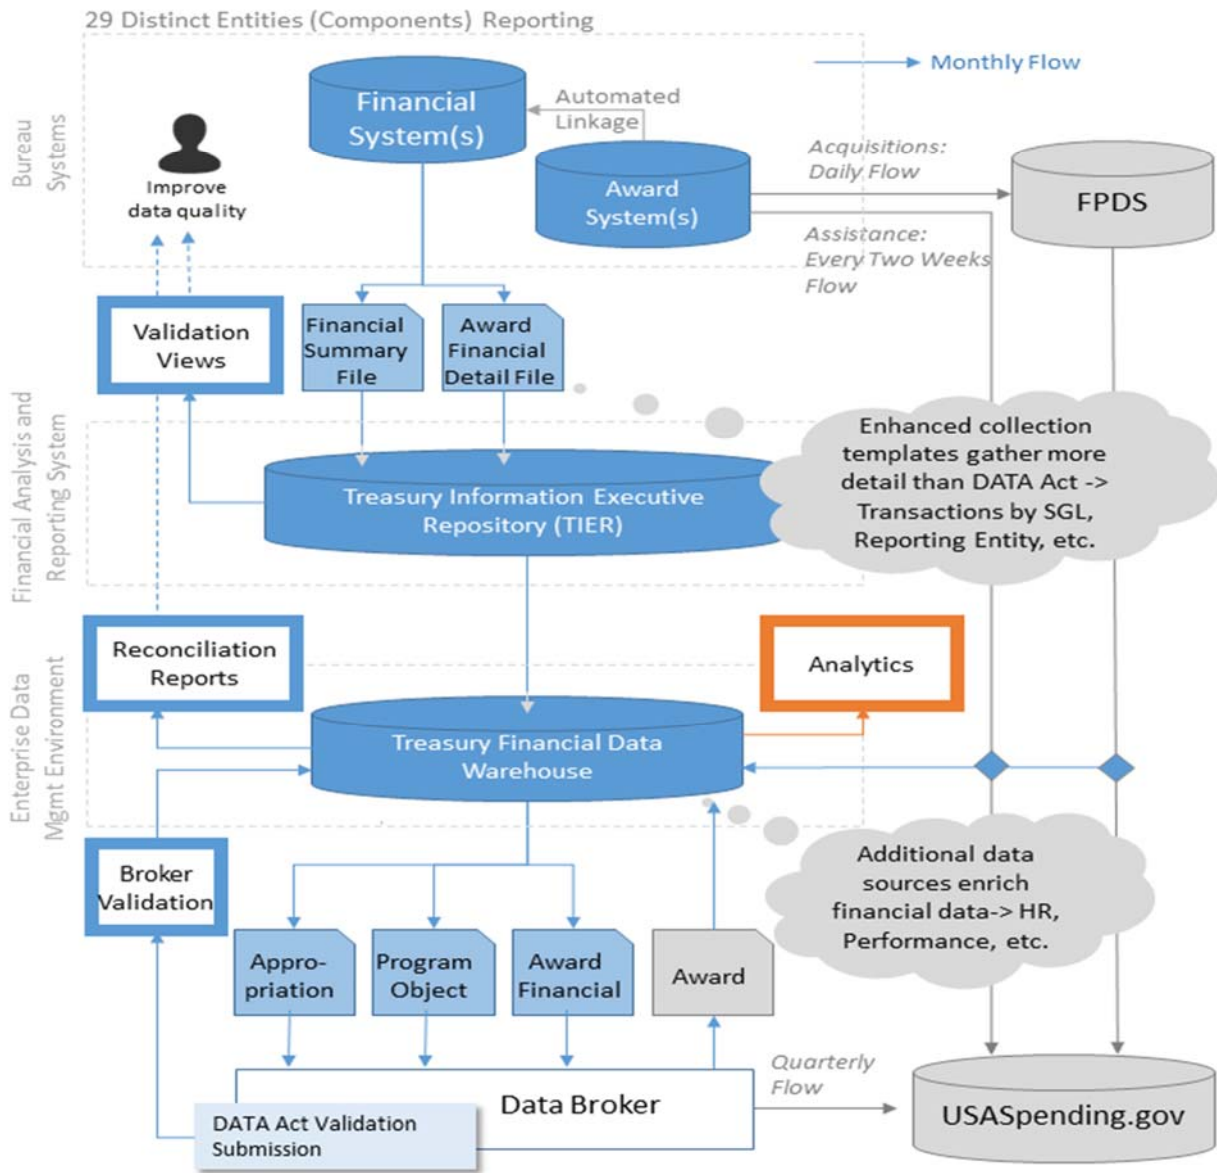 29 Distinct Entities (Components) Reporting
Bureau
Systems
Financial
System(s)
Automated
Linkage
Monthly Flow
Improve
data quality
Award
System(s)
Acquisitions:
Daily Flow
FPDS
Assistance:
Every Two Weeks
Flow
Validation
Views
Financial
Summary
File
Award
Financial
Detail File
Financial Analysis and
Reporting System
Treasury Information Executive
Repository (TIER)
Enhanced collection
templates gather more
detail than DATA Act ->
Transactions by SGL,
Reporting Entity, etc.
Enterprise Data
Mgmt Environment
Reconciliation
Reports
Analytics
Treasury Financial Data
Warehouse
Broker
Validation
Additional data
sources enrich
financial data-> HR,
Performance, etc.
Appro-
priation
Program
Object
Award
Financial
Award
Data Broker
DATA Act Validation
Submission
Quarterly
Flow
USASpending.gov